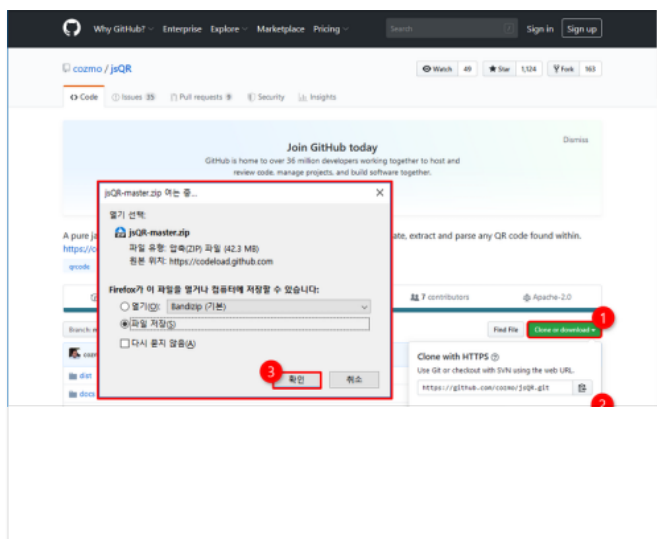 Why GitHub? Enterprise Explore Marketplace Pricing Search / Sign in Sign up
cozmo / jsQR Watch 49 Star 1,124 Fork 163
Code Issues 35 Pull requests 9 Security Insights
Join GitHub today
Dismiss
GitHub is home to over 36 million developers working together to host and
review code, manage projects, and build software together.
jsQR-master.zip 여는 중...
열기 선택:
jsQR-master.zip
파일 유형: 압축(ZIP) 파일 (42.3 MB)
원본 위치: https://codeload.github.com
A pure ja
ate, extract and parse any QR code found within.
https://c
qrcode
Firefox가 이 파일을 열거나 컴퓨터에 저장할 수 있습니다:
열기(O): Bandizip (기본)
파일 저장(S)
다시 묻지 않음(A)
3
확인 취소
7 contributors Apache-2.0
1
Branch: m
Find File Clone or download
cozm
Clone with HTTPS
Use Git or checkout with SVN using the web URL.
https://github.com/cozmo/jsQR.git
dist
docs
2